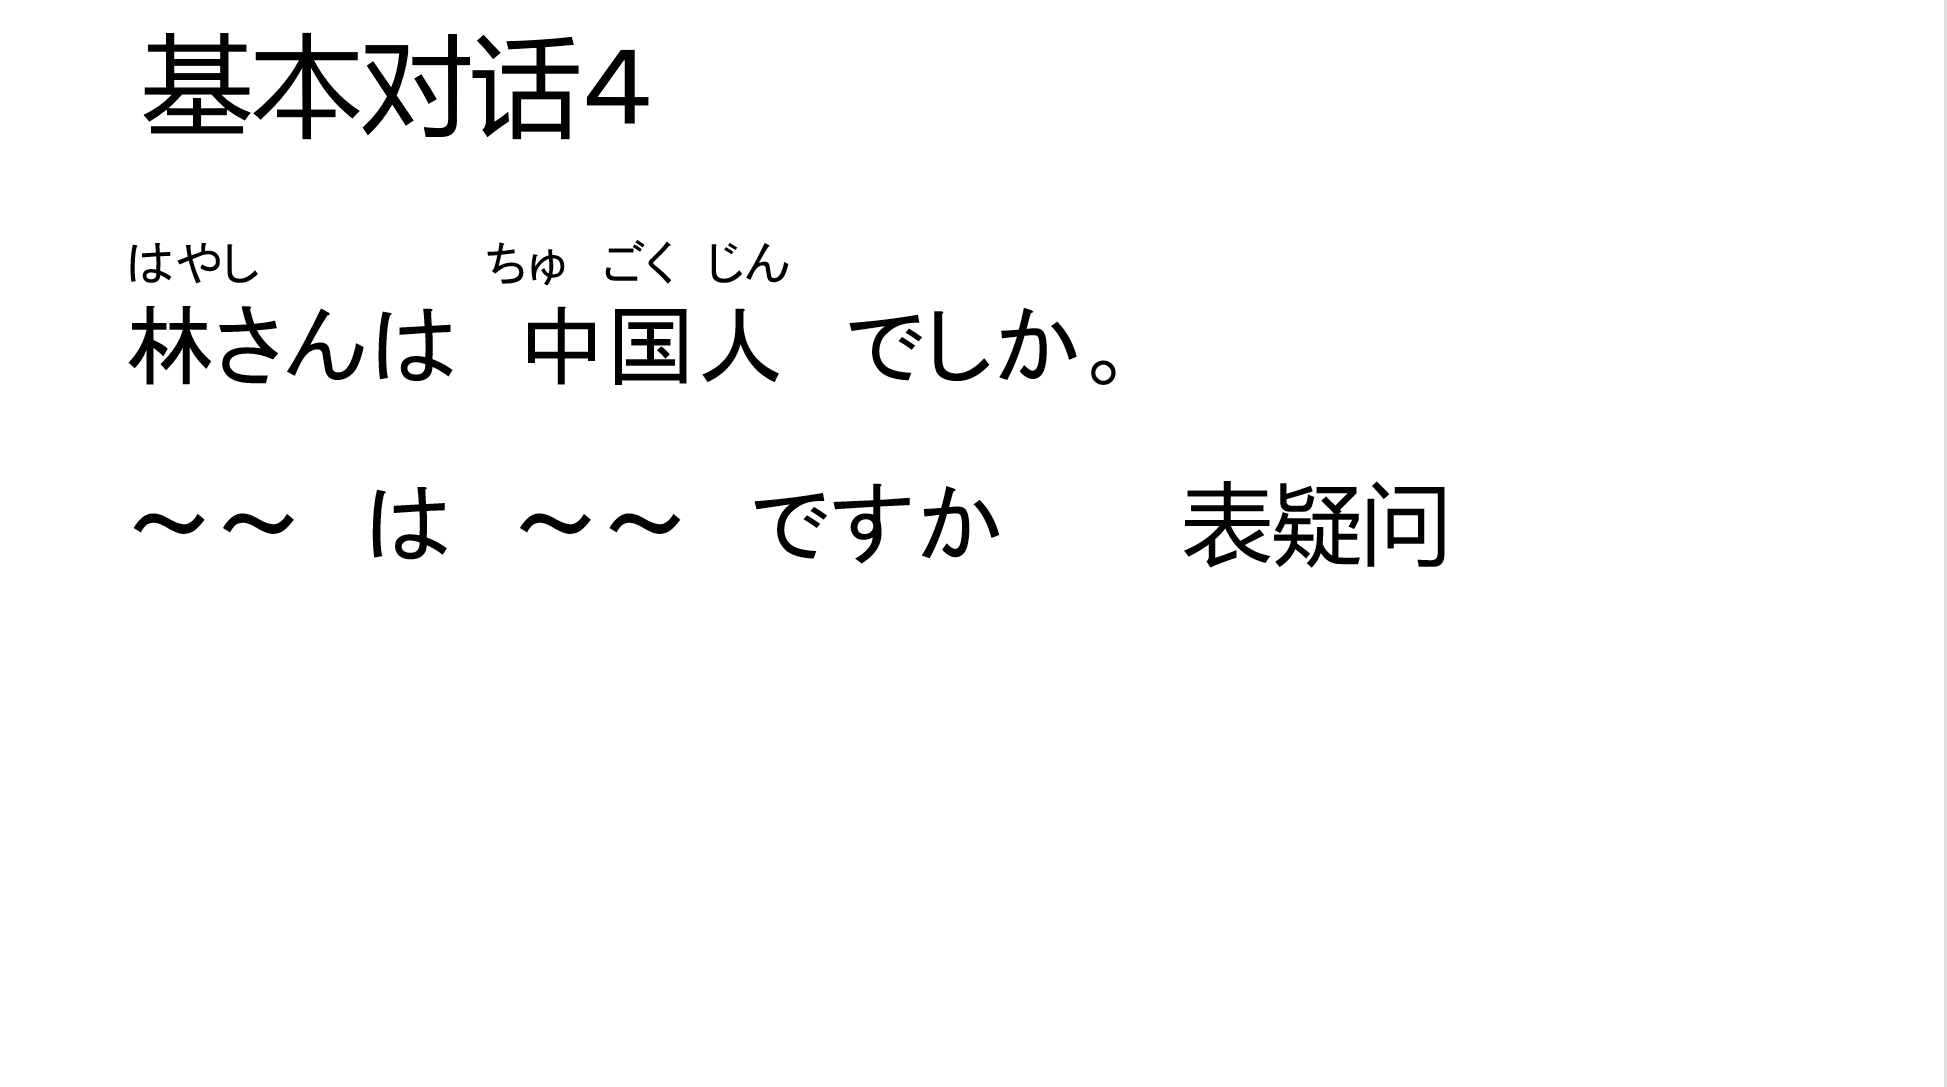 基本对话4
はやし ちゅ ごく じん
林さんは 中国人 でしか。
～～ は ～～ ですか 表疑问